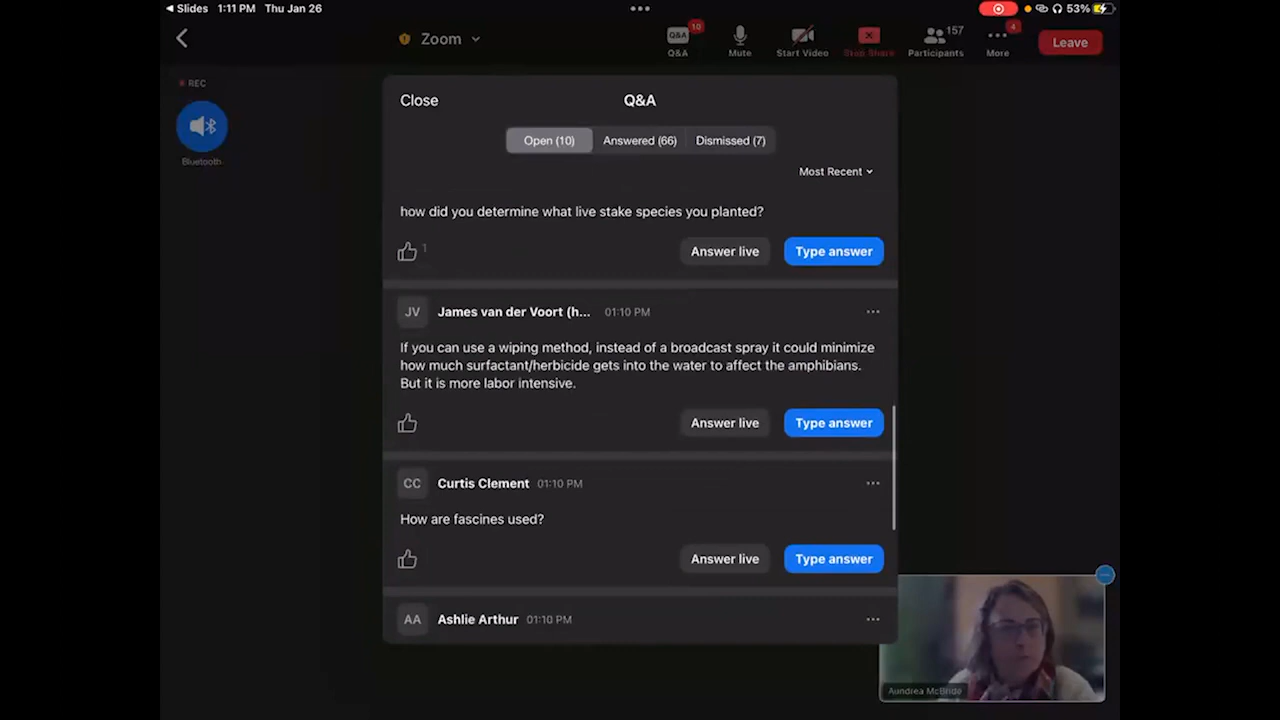 Slides 1:11 PM Thu Jan 26
53%
Zoom
Q&A 10
Q&A
Mute
Start Video
Stop Share
157
Participants
4
More
Leave
REC
Bluetooth
Close
Q&A
Open (10)
Answered (66)
Dismissed (7)
Most Recent
how did you determine what live stake species you planted?
1
Answer live
Type answer
JV
James van der Voort (h... 01:10 PM
If you can use a wiping method, instead of a broadcast spray it could minimize
how much surfactant/herbicide gets into the water to affect the amphibians.
But it is more labor intensive.
Answer live
Type answer
CC
Curtis Clement 01:10 PM
How are fascines used?
Answer live
Type answer
AA
Ashlie Arthur 01:10 PM
Aundrea McBride